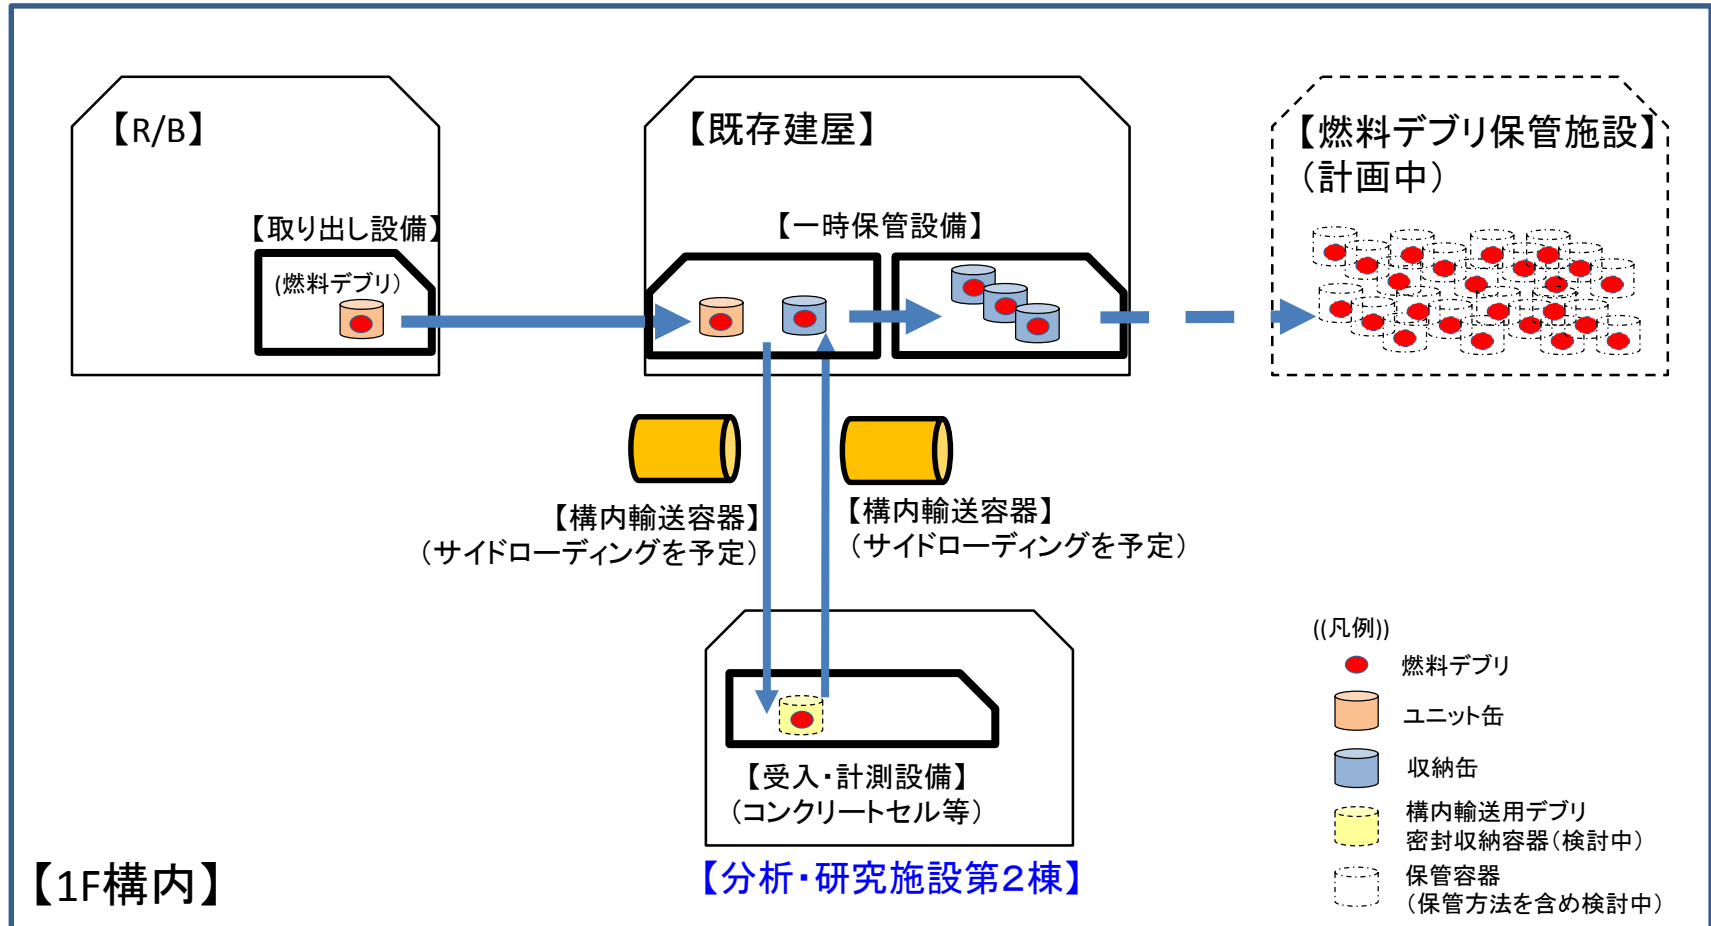 【R/B】
【取り出し設備】
(燃料デブリ)
【既存建屋】
【一時保管設備】
【燃料デブリ保管施設】
（計画中）
【構内輸送容器】
（サイドローディングを予定）
【構内輸送容器】
（サイドローディングを予定）
【受入・計測設備】
（コンクリートセル等）
【分析・研究施設第２棟】
【1F構内】
((凡例))
燃料デブリ
ユニット缶
収納缶
構内輸送用デブリ
密封収納容器（検討中）
保管容器
（保管方法を含め検討中）